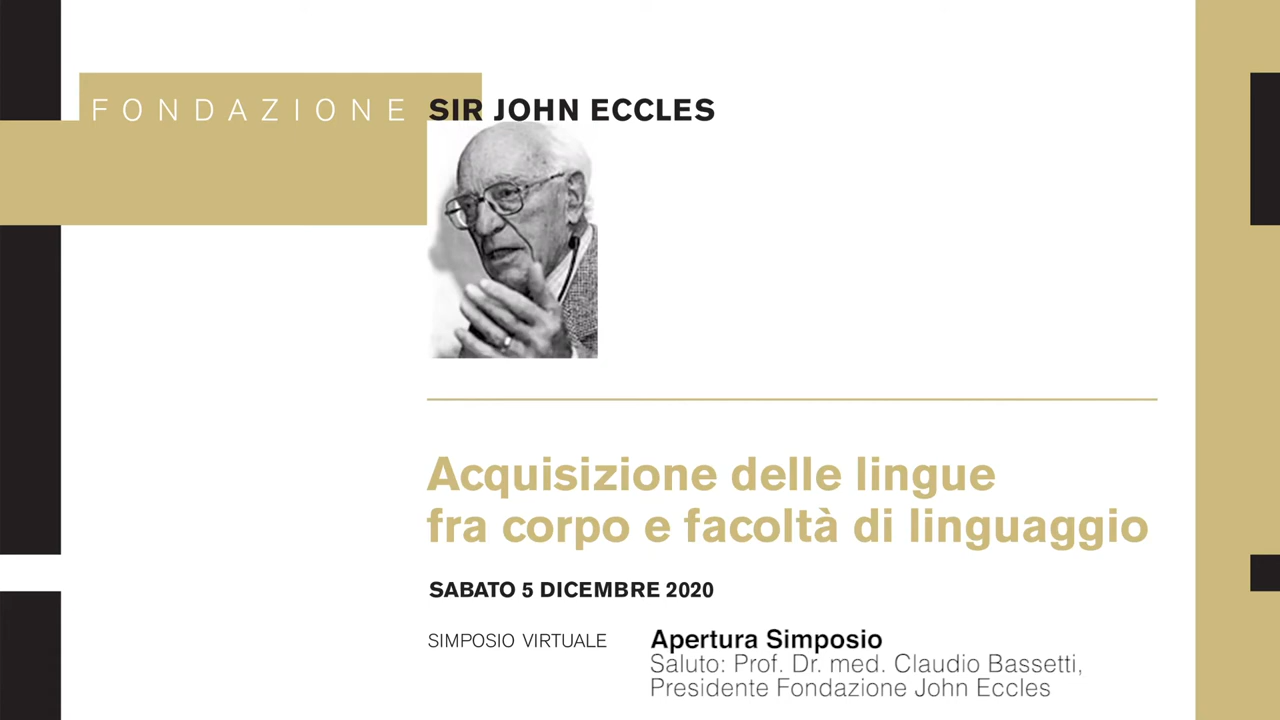 FONDAZIONE SIR JOHN ECCLES
Acquisizione delle lingue
fra corpo e facoltà di linguaggio
SABATO 5 DICEMBRE 2020
SIMPOSIO VIRTUALE
Apertura Simposio
Saluto: Prof. Dr. med. Claudio Bassetti,
Presidente Fondazione John Eccles